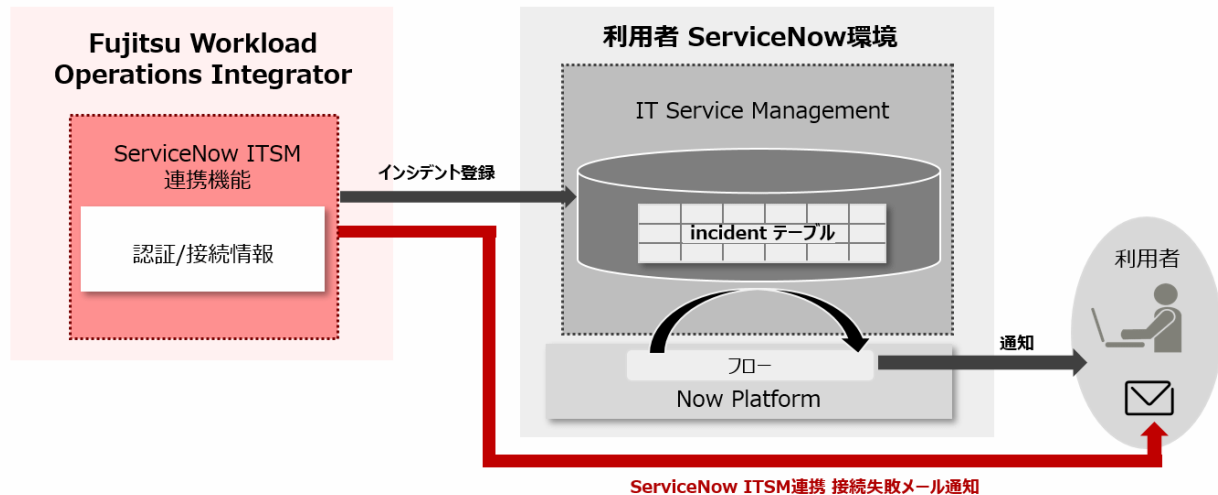 Fujitsu Workload
Operations Integrator
ServiceNow ITSM
連携機能
認証/接続情報
インシデント登録
利用者 ServiceNow環境
IT Service Management
incident テーブル
フロー
Now Platform
通知
利用者
ServiceNow ITSM連携 接続失敗メール通知